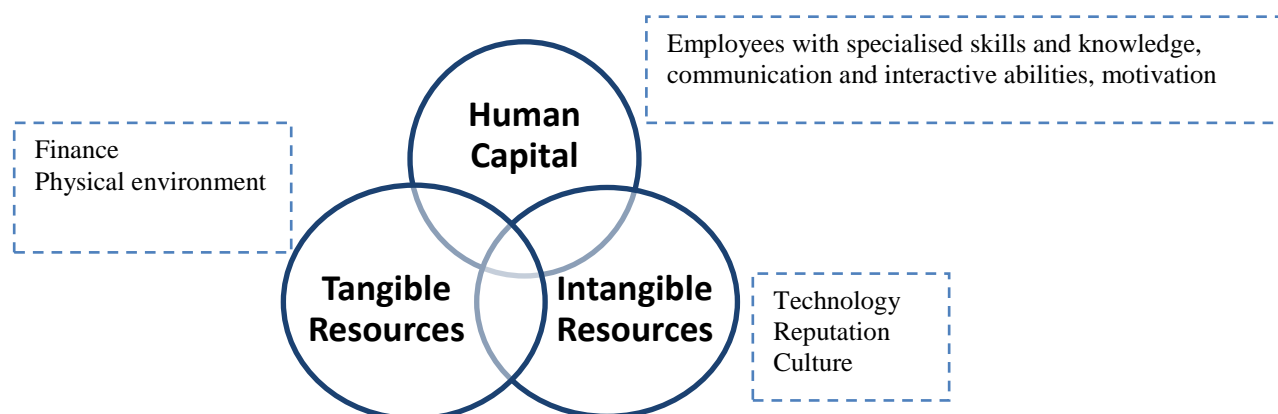 Employees with specialised skills and knowledge,
communication and interactive abilities, motivation
Human
Capital
Finance
Physical environment
Tangible
Resources
Intangible
Resources
Technology
Reputation
Culture